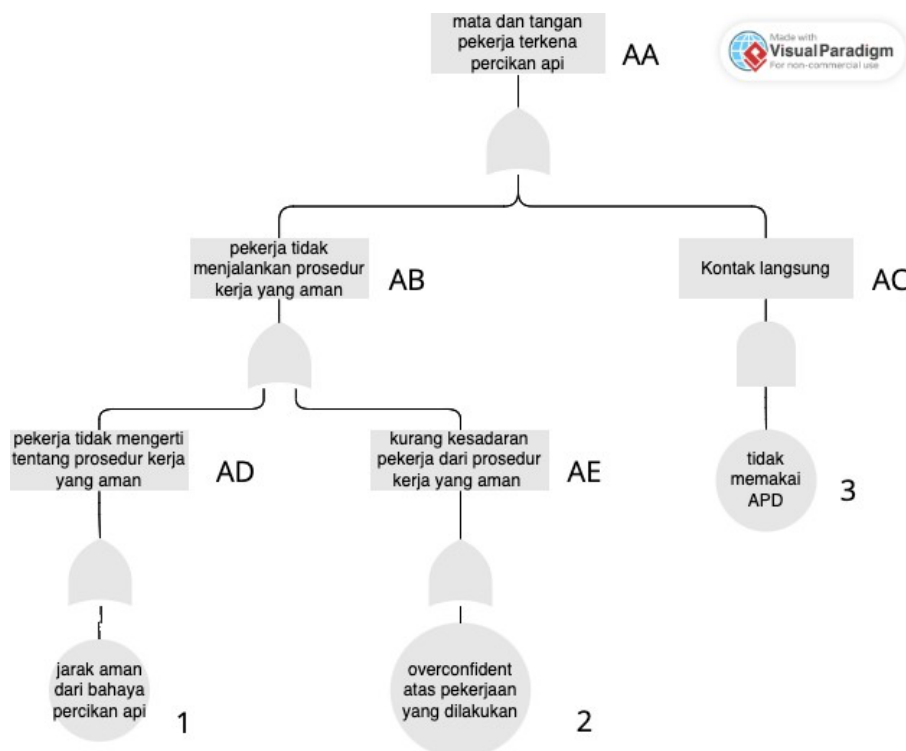 mata dan tangan
pekerja terkena
percikan api
AA
Made with
VisualParadigm
For non-commercial use
pekerja tidak
menjalankan prosedur
kerja yang aman
AB
Kontak langsung
AC
pekerja tidak mengerti
tentang prosedur kerja
yang aman
AD
kurang kesadaran
pekerja dari prosedur
kerja yang aman
AE
tidak
memakai
APD
3
jarak aman
dari bahaya
percikan api
1
overconfident
atas pekerjaan
yang dilakukan
2